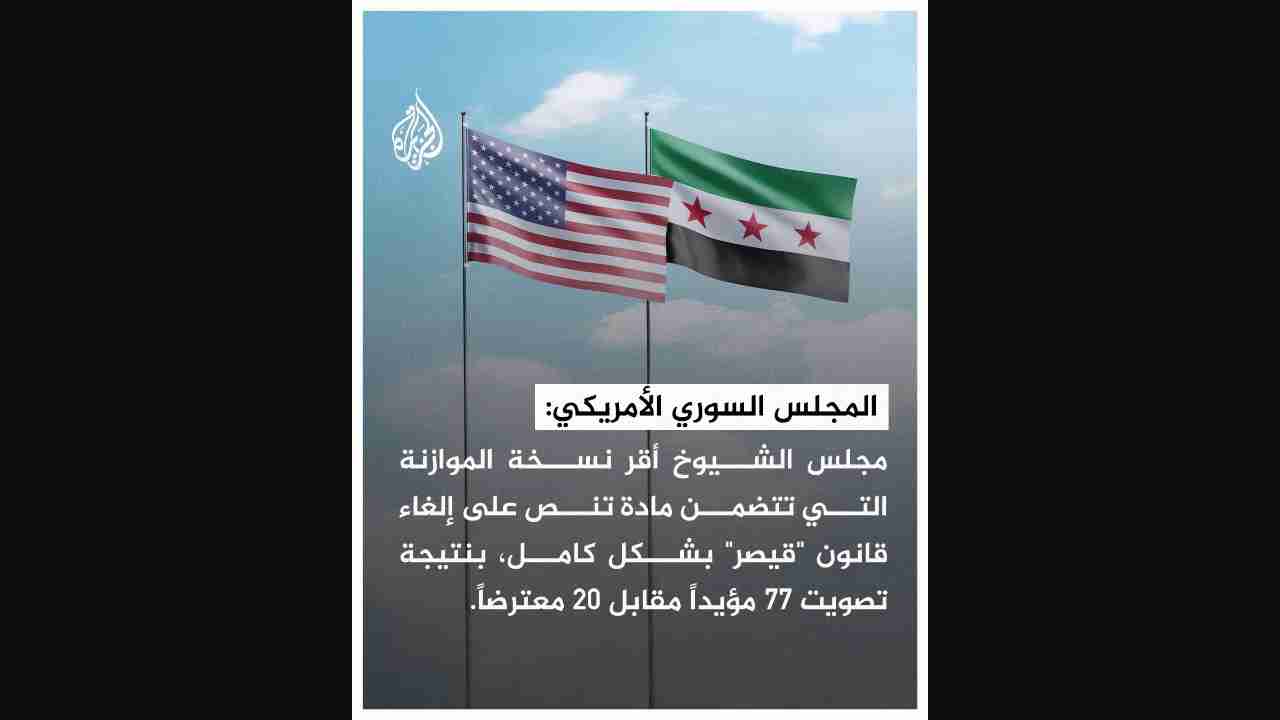 الجزيرة
المجلس السوري الأمريكي:
مجلس الشيوخ أقر نسخة الموازنة
التي تتضمن مادة تنص على إلغاء
قانون "قيصر" بشكل كامل، بنتيجة
تصويت 77 مؤيداً مقابل 20 معترضاً.